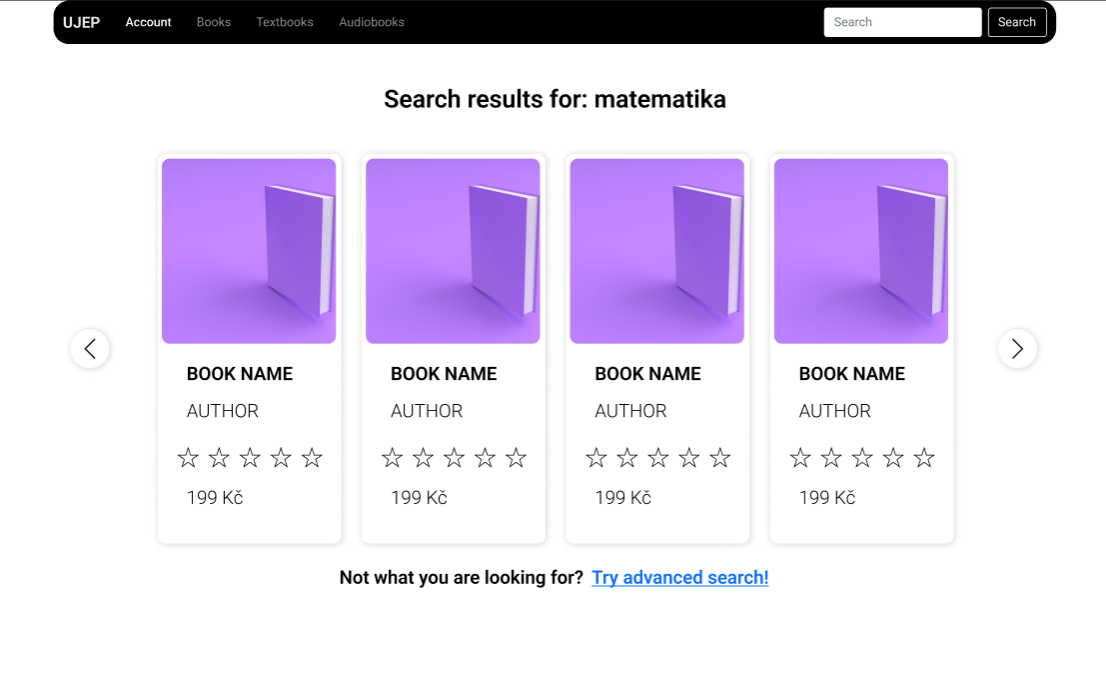 UJEP Account Books Textbooks Audiobooks Search Search
Search results for: matematika
BOOK NAME BOOK NAME BOOK NAME BOOK NAME
AUTHOR AUTHOR AUTHOR AUTHOR
199 Kč 199 Kč 199 Kč 199 Kč
Not what you are looking for? Try advanced search!